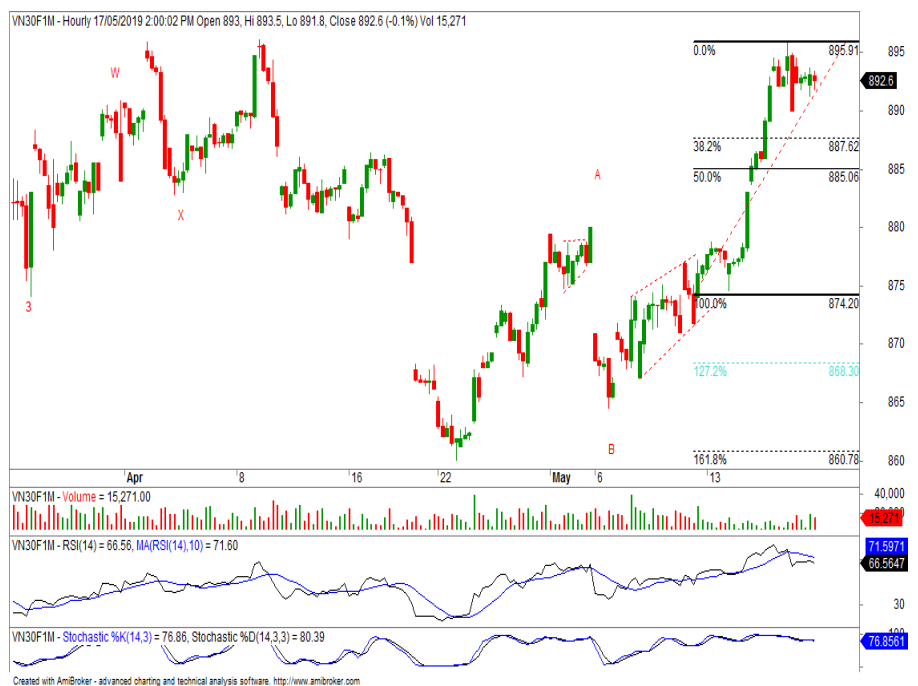 VN30F1M - Hourly 17/05/2019 2:00:02 PM Open 893, Hi 893.5, Lo 891.8, Close 892.6 (-0.1%) Vol 15,271
0.0% 895.91 895
W
892.6
890
38.2% 887.62
50.0% 885.06 885
A
X
880
875
3
100.0% 874.20
870
127.2% 868.30
865
B
161.8% 860.78 860
Apr 8 16 22 May 6 13
VN30F1M - Volume = 15,271.00
40,000
15,271
VN30F1M - RSI(14) = 66.56, MA(RSI(14),10) = 71.60
71.5971
66.5647
30
VN30F1M - Stochastic %K(14,3) = 76.86, Stochastic %D(14,3,3) = 80.39
76.8561
Created with AmiBroker - advanced charting and technical analysis software. http://www.amibroker.com